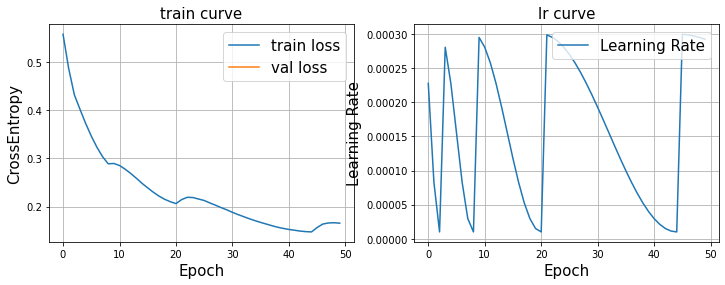 train curve
train loss
val loss
CrossEntropy
0.5
0.4
0.3
0.2
0 10 20 30 40 50
Epoch
lr curve
Learning Rate
Learning Rate
0.00030
0.00025
0.00020
0.00015
0.00010
0.00005
0.00000
0 10 20 30 40 50
Epoch